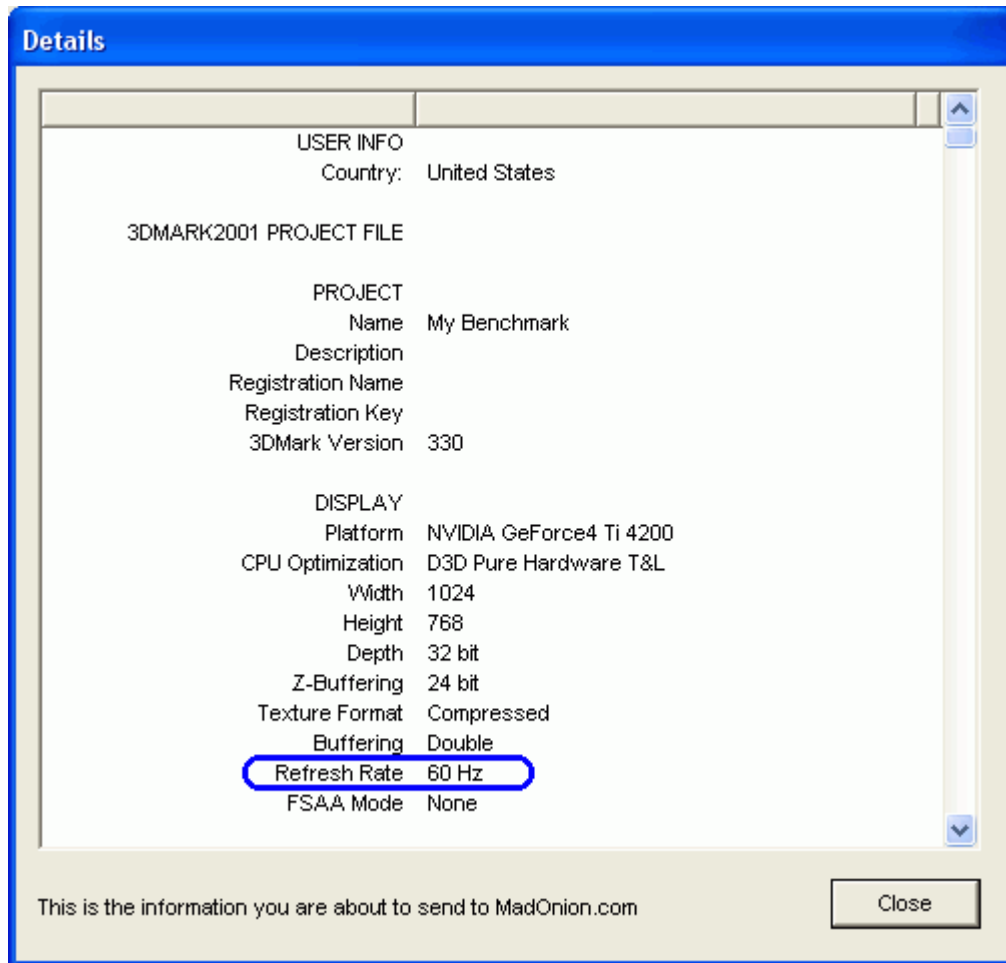 Details
USER INFO
Country: United States
3DMARK2001 PROJECT FILE
PROJECT
Name My Benchmark
Description
Registration Name
Registration Key
3DMark Version 330
DISPLAY
Platform NVIDIA GeForce4 Ti 4200
CPU Optimization D3D Pure Hardware T&L
Width 1024
Height 768
Depth 32 bit
Z-Buffering 24 bit
Texture Format Compressed
Buffering Double
Refresh Rate 60 Hz
FSAA Mode None
This is the information you are about to send to MadOnion.com
Close